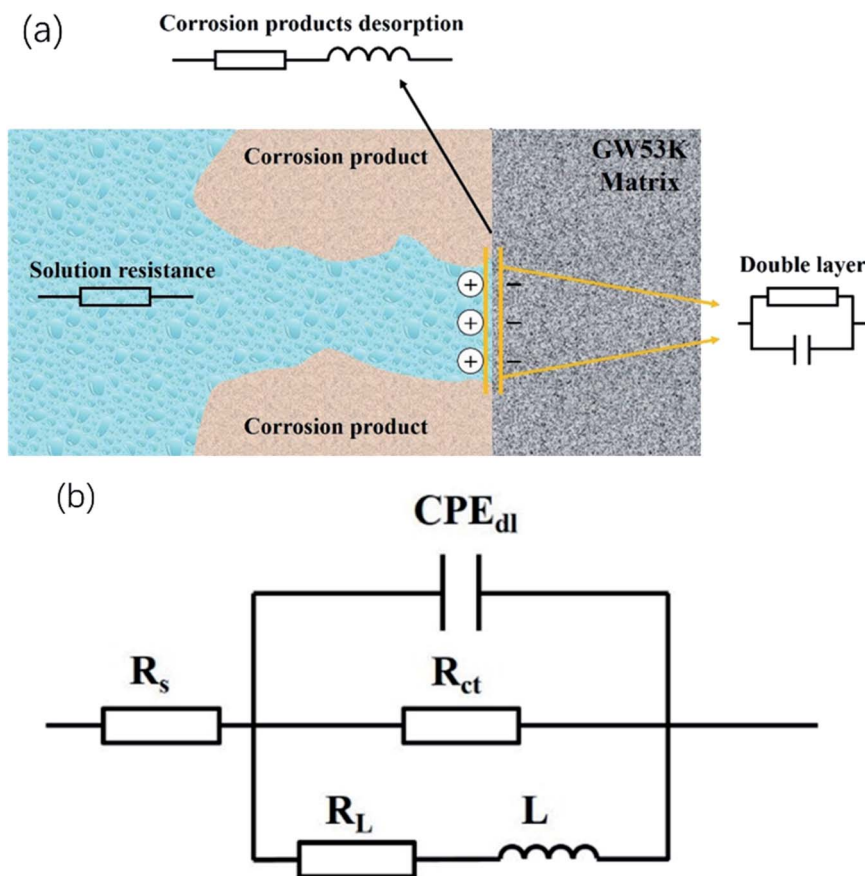 (a)
Corrosion products desorption
Corrosion product
GW53K
Matrix
Solution resistance
Double layer
+
−
+
−
+
−
Corrosion product
(b)
CPEdl
Rs
Rct
RL
L